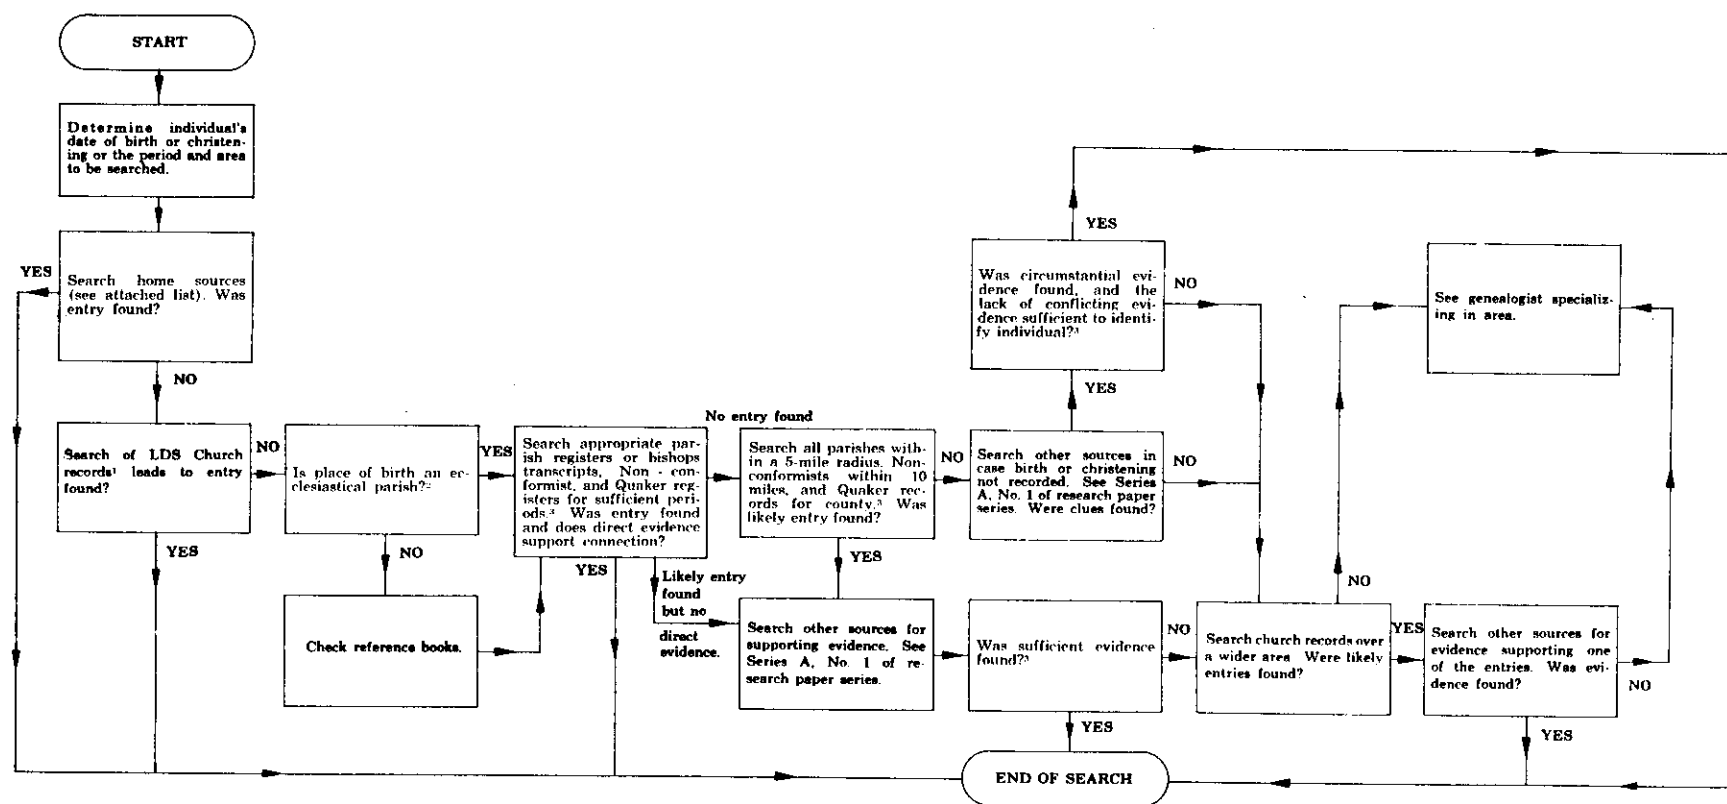 START
Determine individual's
date of birth or christen-
ing or the period and area
to be searched.
YES
Search home sources
(see attached list). Was
entry found?
NO
Search of LDS Church
records¹ leads to entry
found?
NO
YES
Is place of birth an ec-
clesiastical parish?²
YES
NO
Check reference books.
Search appropriate par-
ish registers or bishops
transcripts, Non - con-
formist, and Quaker reg-
isters for sufficient peri-
ods.³ Was entry found
and does direct evidence
support connection?
YES
No entry found
Likely entry
found
but no
direct
evidence.
Search all parishes with-
in a 5-mile radius. Non-
conformists within 10
miles, and Quaker rec-
ords for county.³ Was
likely entry found?
NO
YES
Search other sources for
supporting evidence. See
Series A, No. 1 of re-
search paper series.
Search other sources in
case birth or christening
not recorded. See Series
A, No. 1 of research paper
series. Were clues found?
NO
YES
Was circumstantial evi-
dence found, and the
lack of conflicting evi-
dence sufficient to identi-
fy individual?³
NO
YES
Was sufficient evidence
found?³
NO
YES
Search church records over
a wider area. Were likely
entries found?
NO
YES
See genealogist specializ-
ing in area.
Search other sources for
evidence supporting one
of the entries. Was evi-
dence found?
NO
YES
END OF SEARCH